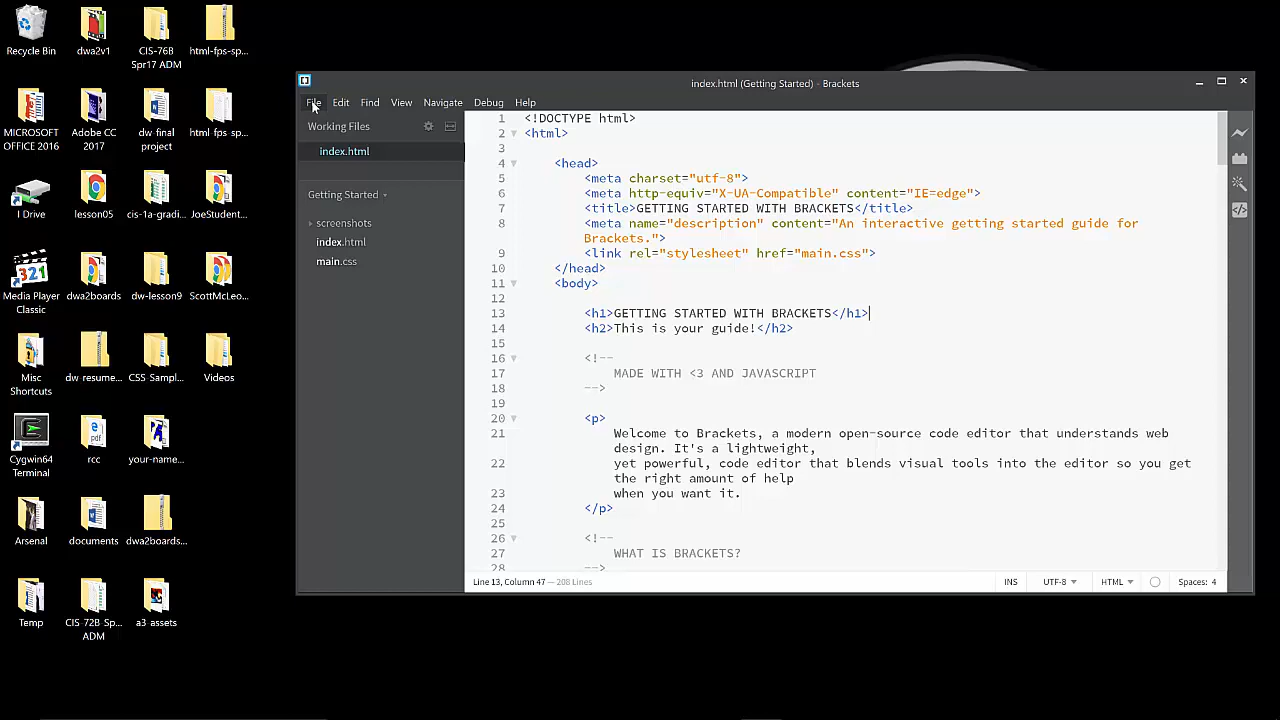 Recycle Bin
dwa2v1
CIS-76B
Spr17 ADM
html-fps-sp...
MICROSOFT
OFFICE 2016
Adobe CC
2017
dw-final
project
html-fps-sp...
I Drive
lesson05
cis-1a-gradi...
JoeStudent...
Media Player
Classic
dwa2boards
dw-lesson9
ScottMcLeo...
Misc
Shortcuts
dw-resume...
CSS Sampl...
Videos
Cygwin64
Terminal
rcc
your-name...
Arsenal
documents
dwa2boards...
Temp
CIS-72B-Sp...
ADM
a3-assets
index.html (Getting Started) - Brackets
File Edit Find View Navigate Debug Help
Working Files
index.html
Getting Started
screenshots
index.html
main.css
1 <!DOCTYPE html>
2 <html>
3
4 <head>
5 <meta charset="utf-8">
6 <meta http-equiv="X-UA-Compatible" content="IE=edge">
7 <title>GETTING STARTED WITH BRACKETS</title>
8 <meta name="description" content="An interactive getting started guide for
Brackets.">
9 <link rel="stylesheet" href="main.css">
10 </head>
11 <body>
12
13 <h1>GETTING STARTED WITH BRACKETS</h1>
14 <h2>This is your guide!</h2>
15
16 <!--
17 MADE WITH <3 AND JAVASCRIPT
18 -->
19
20 <p>
21 Welcome to Brackets, a modern open-source code editor that understands web
design. It's a lightweight,
22 yet powerful, code editor that blends visual tools into the editor so you get
the right amount of help
23 when you want it.
24 </p>
25
26 <!--
27 WHAT IS BRACKETS?
28 -->
Line 13, Column 47 — 208 Lines
INS UTF-8 HTML Spaces: 4